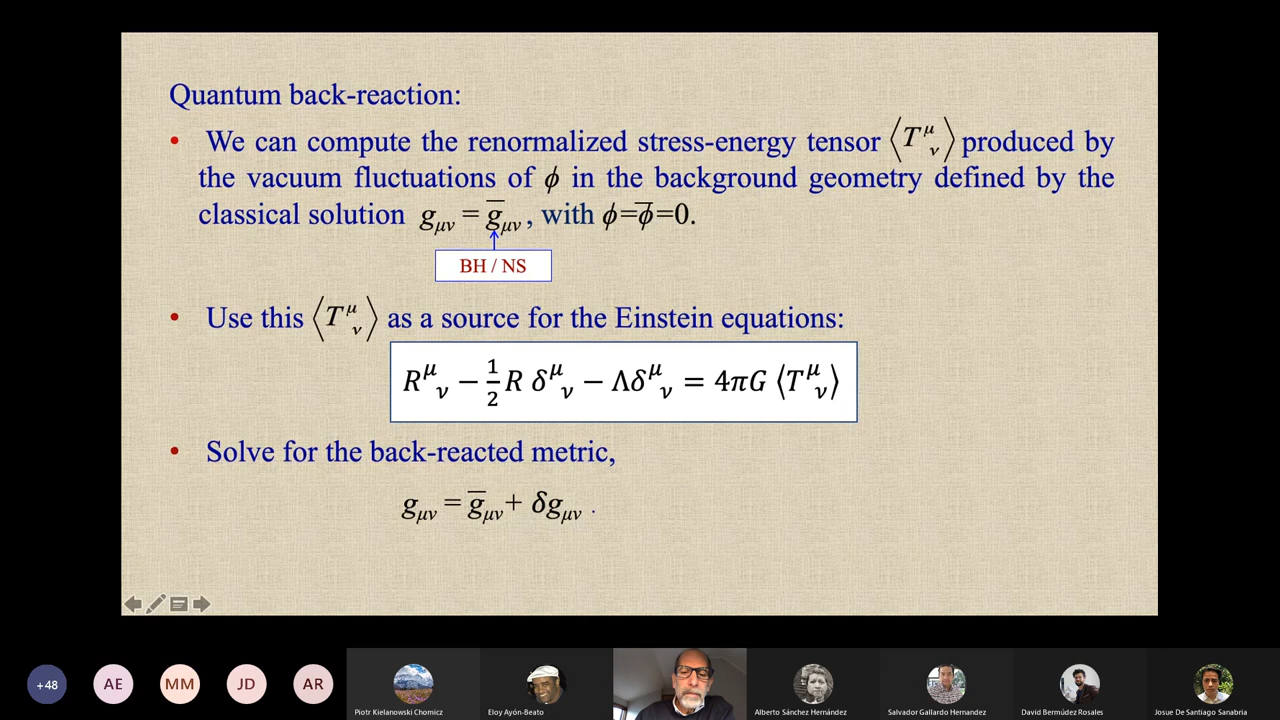 Quantum back-reaction:
• We can compute the renormalized stress-energy tensor ⟨T^μ_ν⟩ produced by
the vacuum fluctuations of ϕ in the background geometry defined by the
classical solution g_μν = g̅_μν , with ϕ=ϕ̅=0.
BH / NS
• Use this ⟨T^μ_ν⟩ as a source for the Einstein equations:
R^μ_ν − ½R δ^μ_ν − Λδ^μ_ν = 4πG ⟨T^μ_ν⟩
• Solve for the back-reacted metric,
g_μν = g̅_μν + δg_μν .
+48
AE
MM
JD
AR
Piotr Kielanowski Chomicz
Eloy Ayón-Beato
Alberto Sánchez Hernández
Salvador Gallardo Hernandez
David Bermúdez Rosales
Josue De Santiago Sanabria